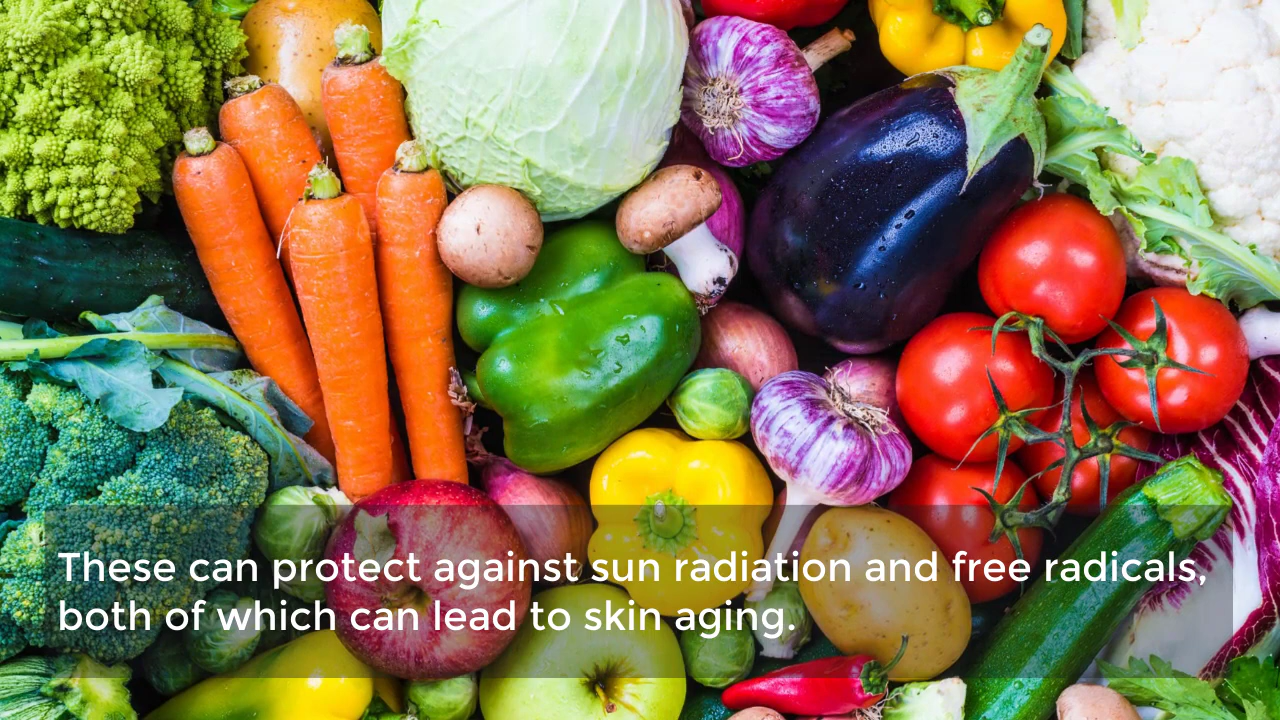 These can protect against sun radiation and free radicals,
both of which can lead to skin aging.